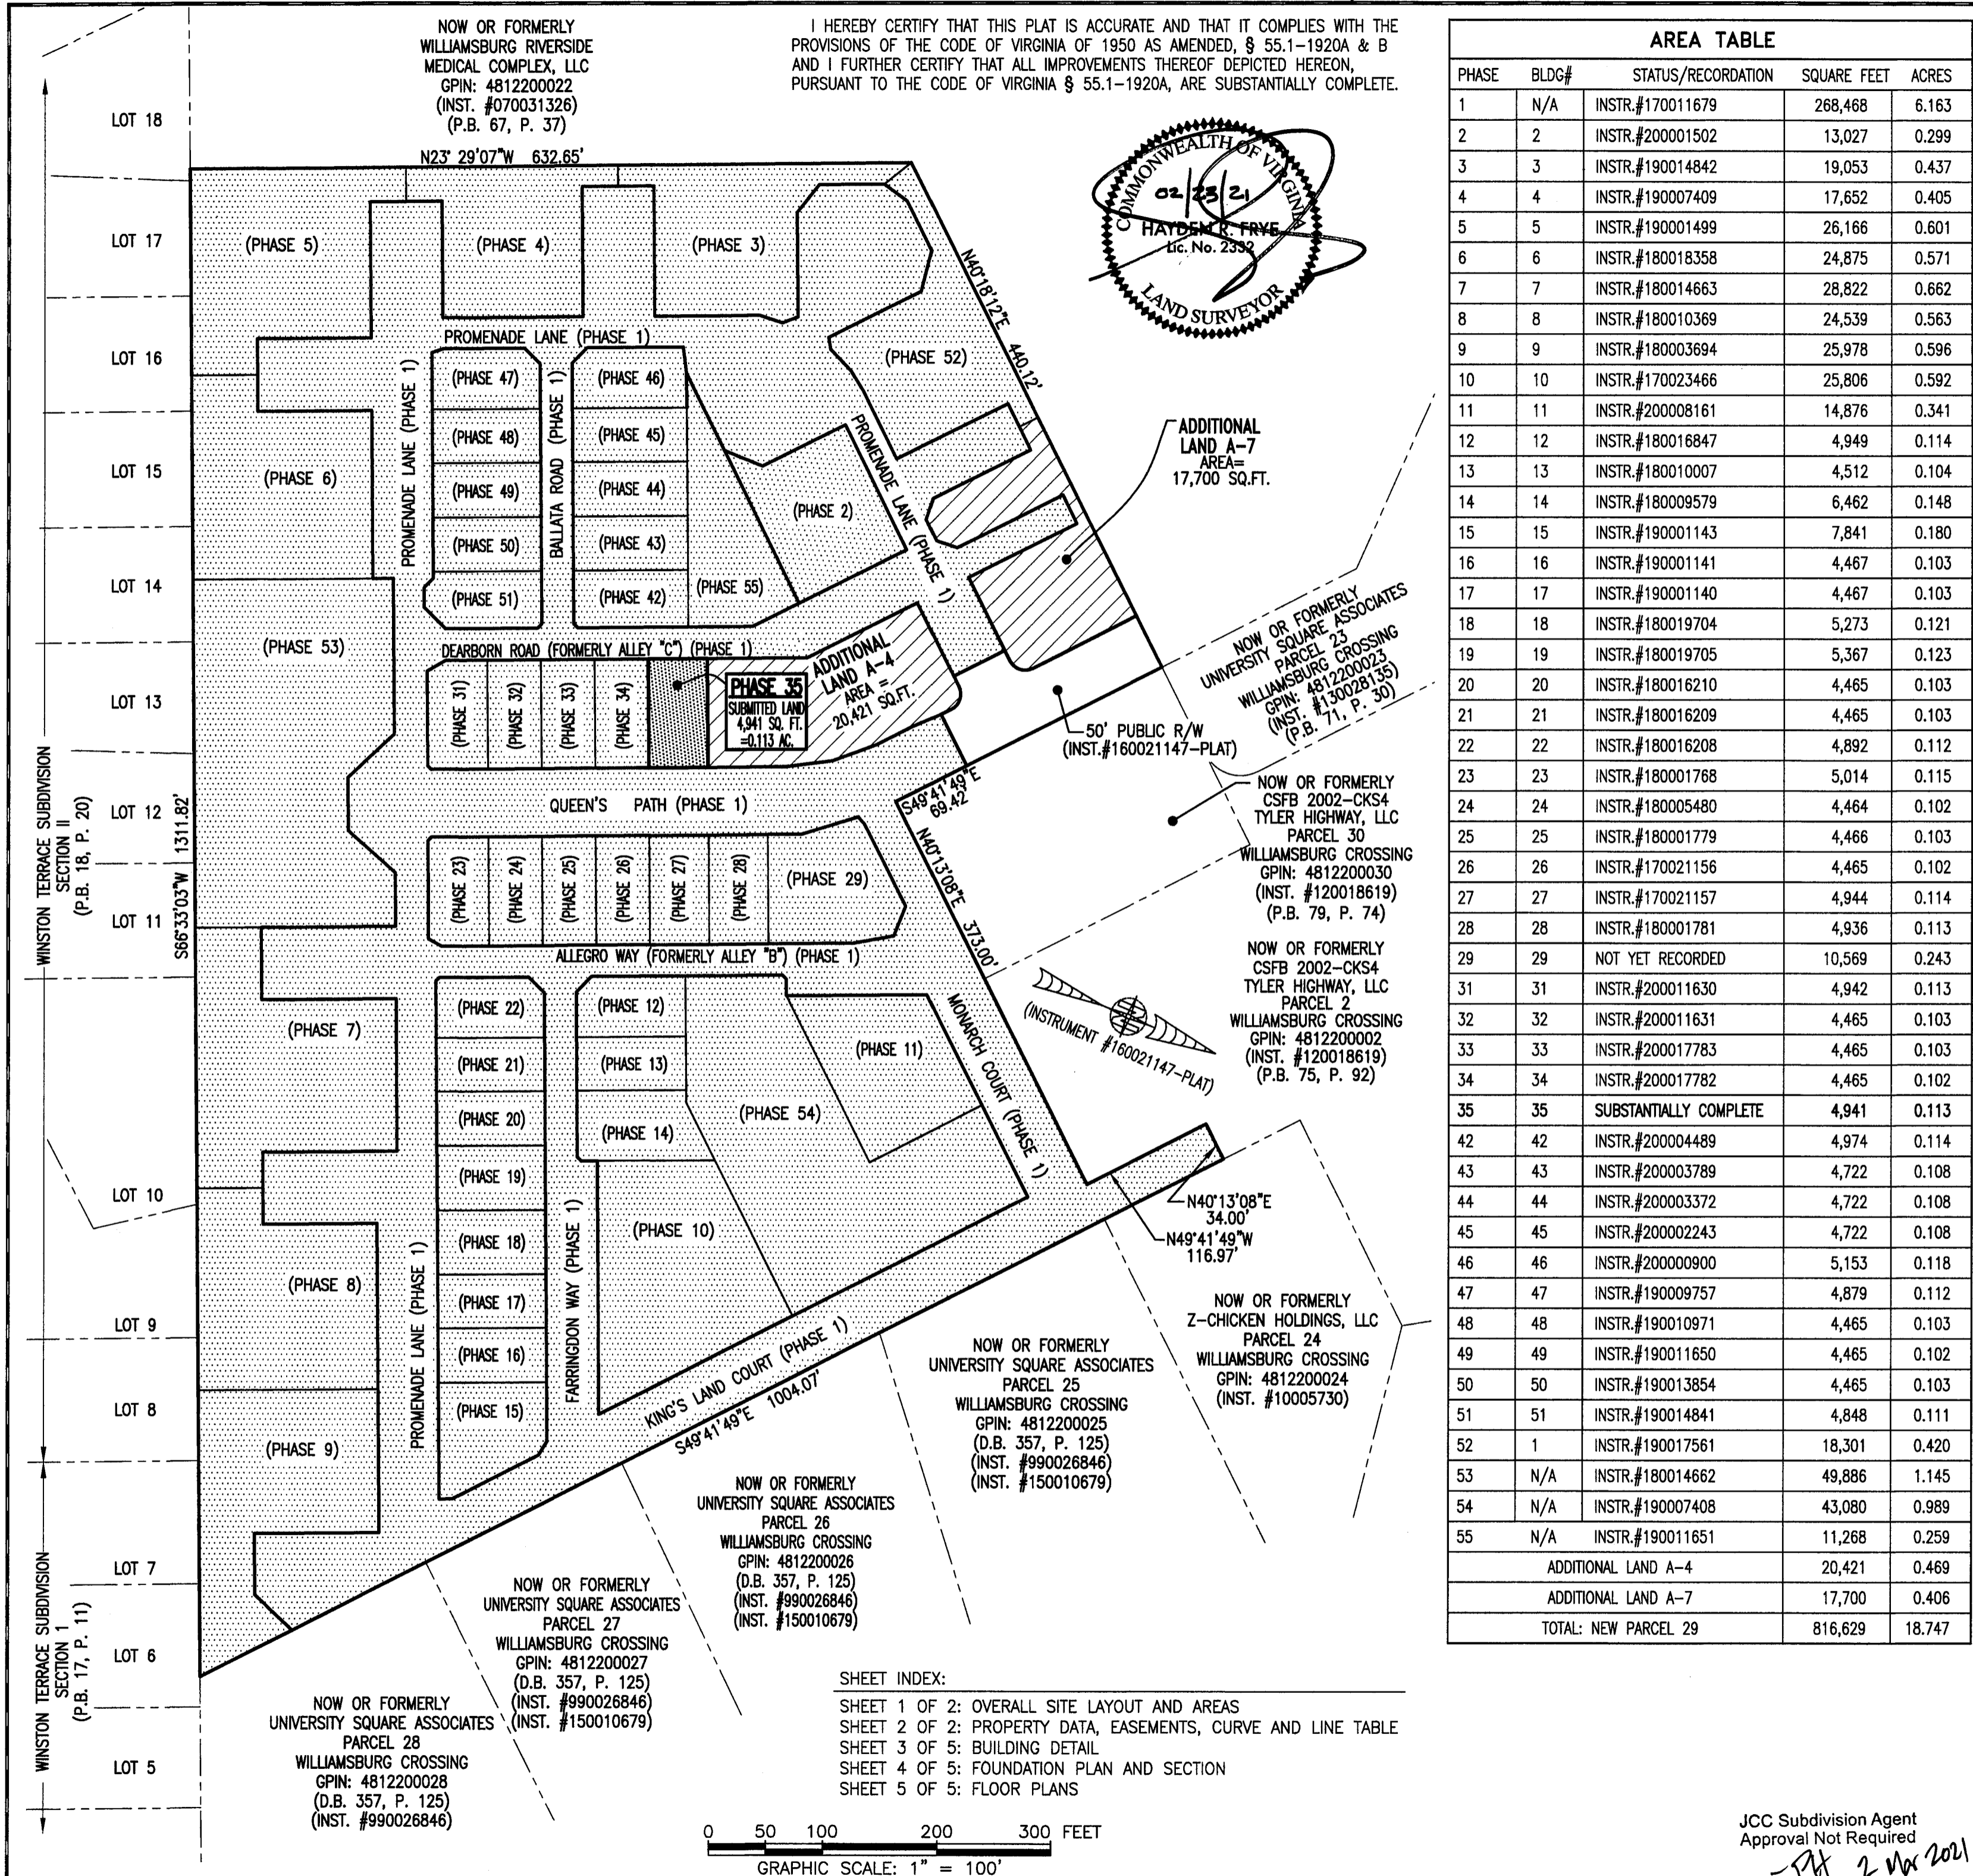 NOW OR FORMERLY
WILLIAMSBURG RIVERSIDE
MEDICAL COMPLEX, LLC
GPIN: 4812200022
(INST. #070031326)
(P.B. 67, P. 37)
N23° 29'07"W 632.65'
I HEREBY CERTIFY THAT THIS PLAT IS ACCURATE AND THAT IT COMPLIES WITH THE
PROVISIONS OF THE CODE OF VIRGINIA OF 1950 AS AMENDED, § 55.1-1920A & B
AND I FURTHER CERTIFY THAT ALL IMPROVEMENTS THEREOF DEPICTED HEREON,
PURSUANT TO THE CODE OF VIRGINIA § 55.1-1920A, ARE SUBSTANTIALLY COMPLETE.
COMMONWEALTH OF VIRGINIA
02/23/21
HAYDEN R. FRYE
Lic. No. 2332
LAND SURVEYOR
LOT 18
LOT 17
LOT 16
LOT 15
LOT 14
LOT 13
LOT 12
LOT 11
LOT 10
LOT 9
LOT 8
LOT 7
LOT 6
LOT 5
WINSTON TERRACE SUBDIVISION
SECTION II
(P.B. 18, P. 20)
S66°33'03"W 1311.82'
WINSTON TERRACE SUBDIVISION
SECTION 1
(P.B. 17, P. 11)
(PHASE 5)
(PHASE 4)
(PHASE 3)
N40°18'12"E 440.12'
PROMENADE LANE (PHASE 1)
(PHASE 52)
PROMENADE LANE (PHASE 1)
(PHASE 47)
BALLATA ROAD (PHASE 1)
(PHASE 46)
(PHASE 48)
(PHASE 45)
(PHASE 6)
(PHASE 49)
(PHASE 44)
(PHASE 2)
PROMENADE LANE (PHASE 1)
(PHASE 50)
(PHASE 43)
(PHASE 51)
(PHASE 42)
(PHASE 55)
ADDITIONAL
LAND A-7
AREA=
17,700 SQ.FT.
(PHASE 53)
DEARBORN ROAD (FORMERLY ALLEY "C") (PHASE 1)
(PHASE 31)
(PHASE 32)
(PHASE 33)
(PHASE 34)
PHASE 35
SUBMITTED LAND
4,941 SQ. FT.
=0.113 AC.
ADDITIONAL
LAND A-4
AREA =
20,421 SQ.FT.
NOW OR FORMERLY
UNIVERSITY SQUARE ASSOCIATES
PARCEL 23
WILLIAMSBURG CROSSING
GPIN: 4812200023
(INST. #130028135)
(P.B. 71, P. 30)
50' PUBLIC R/W
(INST.#160021147-PLAT)
QUEEN'S PATH (PHASE 1)
S49°41'49"E
69.42'
N40°13'08"E 373.00'
NOW OR FORMERLY
CSFB 2002-CKS4
TYLER HIGHWAY, LLC
PARCEL 30
WILLIAMSBURG CROSSING
GPIN: 4812200030
(INST. #120018619)
(P.B. 79, P. 74)
(PHASE 23)
(PHASE 24)
(PHASE 25)
(PHASE 26)
(PHASE 27)
(PHASE 28)
(PHASE 29)
ALLEGRO WAY (FORMERLY ALLEY "B") (PHASE 1)
NOW OR FORMERLY
CSFB 2002-CKS4
TYLER HIGHWAY, LLC
PARCEL 2
WILLIAMSBURG CROSSING
GPIN: 4812200002
(INST. #120018619)
(P.B. 75, P. 92)
(INSTRUMENT #160021147-PLAT)
(PHASE 7)
(PHASE 22)
(PHASE 12)
(PHASE 21)
(PHASE 13)
(PHASE 11)
MONARCH COURT (PHASE 1)
(PHASE 20)
(PHASE 14)
(PHASE 54)
(PHASE 19)
(PHASE 18)
(PHASE 10)
(PHASE 8)
PROMENADE LANE (PHASE 1)
(PHASE 17)
FARRINGDON WAY (PHASE 1)
(PHASE 16)
(PHASE 15)
(PHASE 9)
KING'S LAND COURT (PHASE 1)
S49°41'49"E 1004.07'
N40°13'08"E
34.00'
N49°41'49"W
116.97'
NOW OR FORMERLY
Z-CHICKEN HOLDINGS, LLC
PARCEL 24
WILLIAMSBURG CROSSING
GPIN: 4812200024
(INST. #10005730)
NOW OR FORMERLY
UNIVERSITY SQUARE ASSOCIATES
PARCEL 25
WILLIAMSBURG CROSSING
GPIN: 4812200025
(D.B. 357, P. 125)
(INST. #990026846)
(INST. #150010679)
NOW OR FORMERLY
UNIVERSITY SQUARE ASSOCIATES
PARCEL 26
WILLIAMSBURG CROSSING
GPIN: 4812200026
(D.B. 357, P. 125)
(INST. #990026846)
(INST. #150010679)
NOW OR FORMERLY
UNIVERSITY SQUARE ASSOCIATES
PARCEL 27
WILLIAMSBURG CROSSING
GPIN: 4812200027
(D.B. 357, P. 125)
(INST. #990026846)
(INST. #150010679)
NOW OR FORMERLY
UNIVERSITY SQUARE ASSOCIATES
PARCEL 28
WILLIAMSBURG CROSSING
GPIN: 4812200028
(D.B. 357, P. 125)
(INST. #990026846)
SHEET INDEX:
SHEET 1 OF 2: OVERALL SITE LAYOUT AND AREAS
SHEET 2 OF 2: PROPERTY DATA, EASEMENTS, CURVE AND LINE TABLE
SHEET 3 OF 5: BUILDING DETAIL
SHEET 4 OF 5: FOUNDATION PLAN AND SECTION
SHEET 5 OF 5: FLOOR PLANS
0 50 100 200 300 FEET
GRAPHIC SCALE: 1" = 100'
AREA TABLE
PHASE BLDG# STATUS/RECORDATION SQUARE FEET ACRES
1 N/A INSTR.#170011679 268,468 6.163
2 2 INSTR.#200001502 13,027 0.299
3 3 INSTR.#190014842 19,053 0.437
4 4 INSTR.#190007409 17,652 0.405
5 5 INSTR.#190001499 26,166 0.601
6 6 INSTR.#180018358 24,875 0.571
7 7 INSTR.#180014663 28,822 0.662
8 8 INSTR.#180010369 24,539 0.563
9 9 INSTR.#180003694 25,978 0.596
10 10 INSTR.#170023466 25,806 0.592
11 11 INSTR.#200008161 14,876 0.341
12 12 INSTR.#180016847 4,949 0.114
13 13 INSTR.#180010007 4,512 0.104
14 14 INSTR.#180009579 6,462 0.148
15 15 INSTR.#190001143 7,841 0.180
16 16 INSTR.#190001141 4,467 0.103
17 17 INSTR.#190001140 4,467 0.103
18 18 INSTR.#180019704 5,273 0.121
19 19 INSTR.#180019705 5,367 0.123
20 20 INSTR.#180016210 4,465 0.103
21 21 INSTR.#180016209 4,465 0.103
22 22 INSTR.#180016208 4,892 0.112
23 23 INSTR.#180001768 5,014 0.115
24 24 INSTR.#180005480 4,464 0.102
25 25 INSTR.#180001779 4,466 0.103
26 26 INSTR.#170021156 4,465 0.102
27 27 INSTR.#170021157 4,944 0.114
28 28 INSTR.#180001781 4,936 0.113
29 29 NOT YET RECORDED 10,569 0.243
31 31 INSTR.#200011630 4,942 0.113
32 32 INSTR.#200011631 4,465 0.103
33 33 INSTR.#200017783 4,465 0.103
34 34 INSTR.#200017782 4,465 0.102
35 35 SUBSTANTIALLY COMPLETE 4,941 0.113
42 42 INSTR.#200004489 4,974 0.114
43 43 INSTR.#200003789 4,722 0.108
44 44 INSTR.#200003372 4,722 0.108
45 45 INSTR.#200002243 4,722 0.108
46 46 INSTR.#200000900 5,153 0.118
47 47 INSTR.#190009757 4,879 0.112
48 48 INSTR.#190010971 4,465 0.103
49 49 INSTR.#190011650 4,465 0.102
50 50 INSTR.#190013854 4,465 0.103
51 51 INSTR.#190014841 4,848 0.111
52 1 INSTR.#190017561 18,301 0.420
53 N/A INSTR.#180014662 49,886 1.145
54 N/A INSTR.#190007408 43,080 0.989
55 N/A INSTR.#190011651 11,268 0.259
ADDITIONAL LAND A-4 20,421 0.469
ADDITIONAL LAND A-7 17,700 0.406
TOTAL: NEW PARCEL 29 816,629 18.747
JCC Subdivision Agent
Approval Not Required
2 Mar 2021